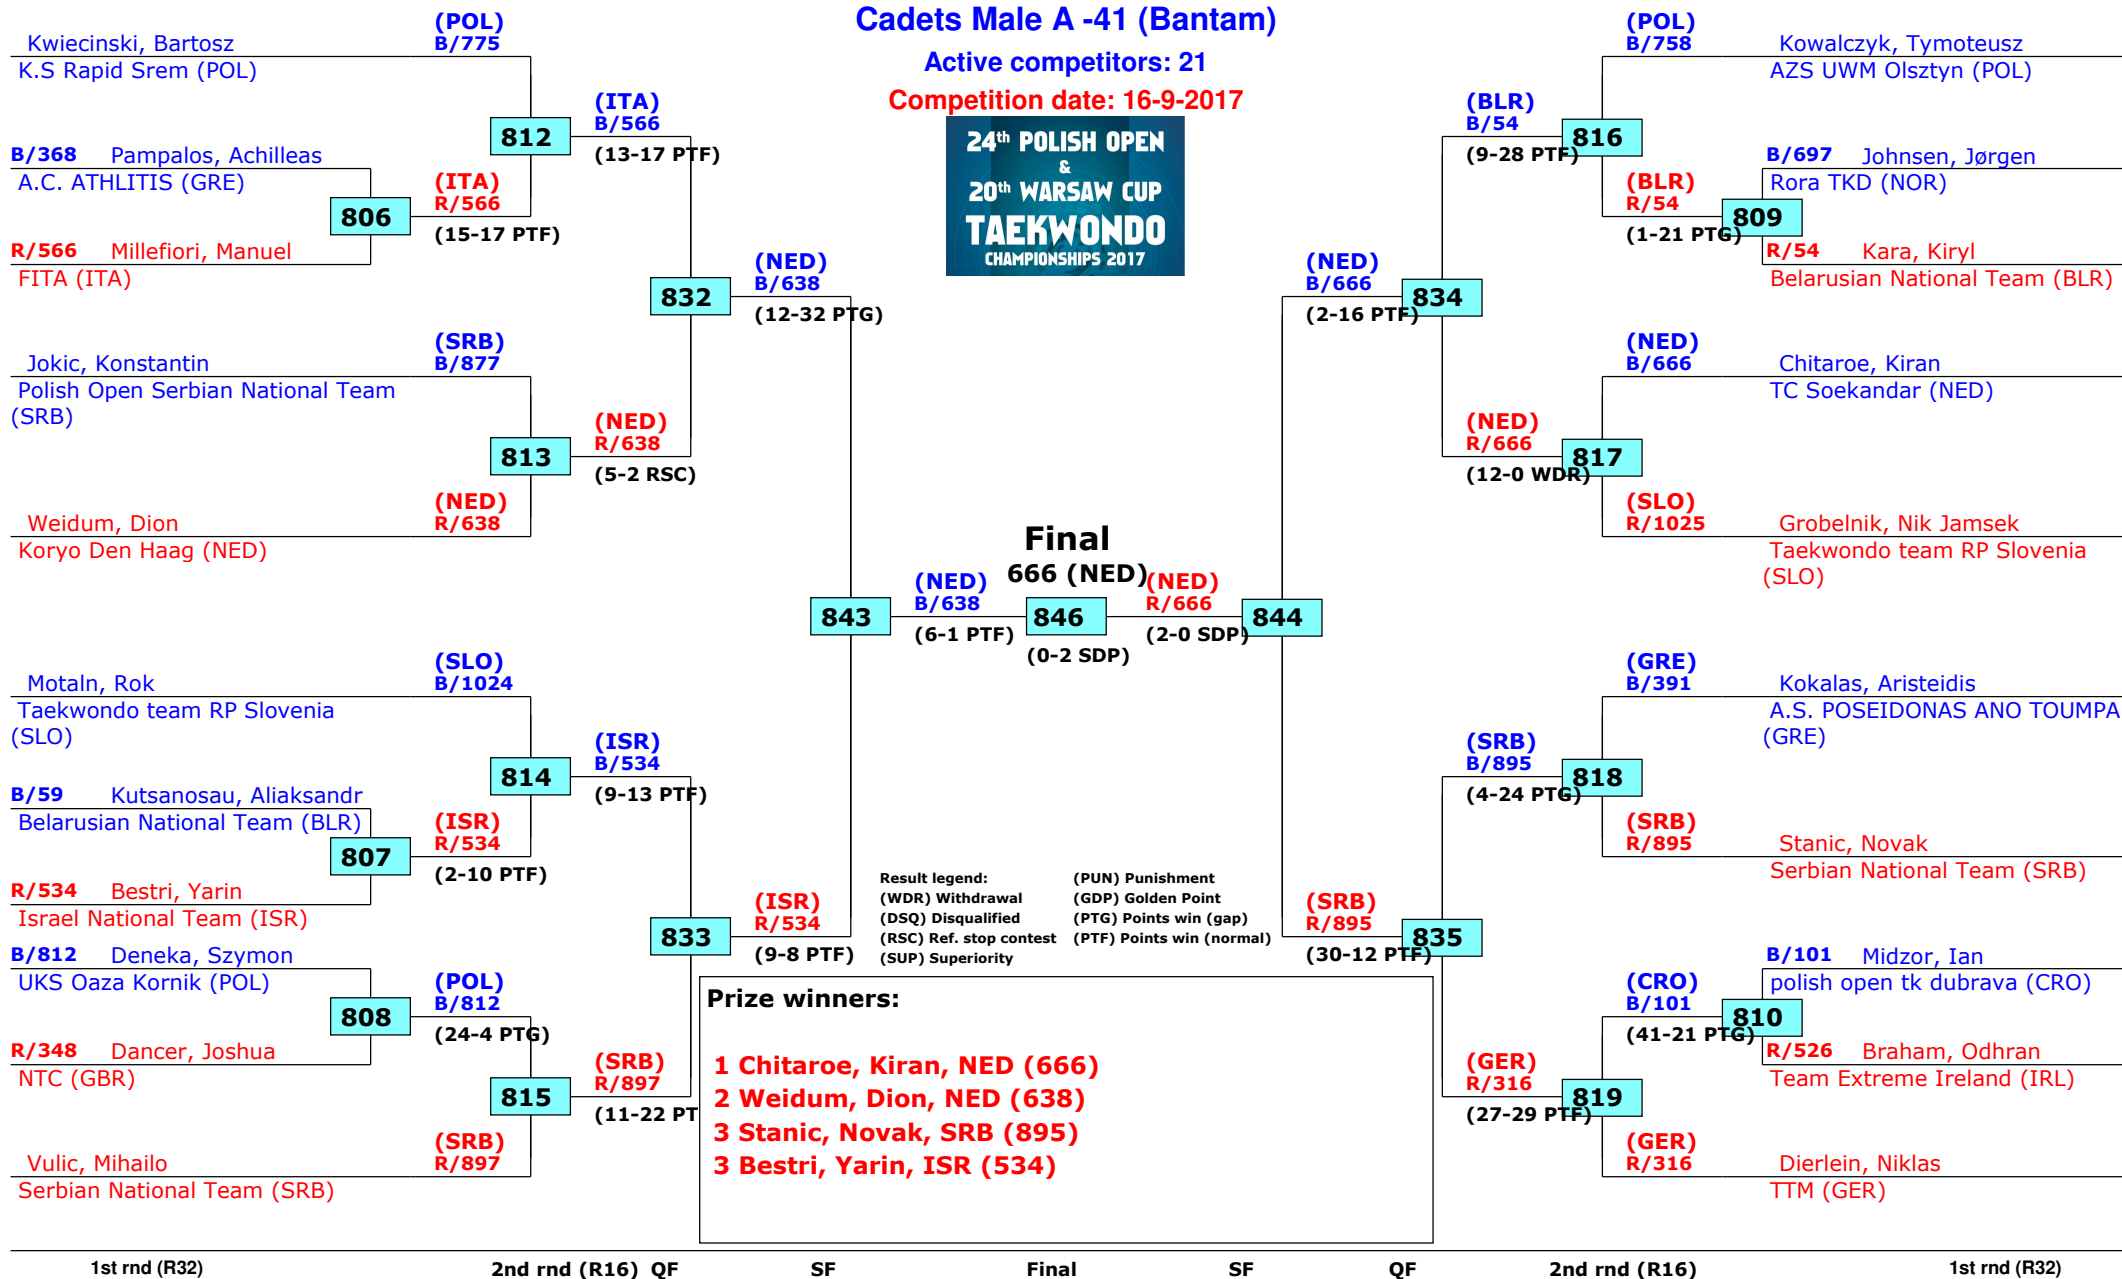 Cadets Male A -41 (Bantam)
Active competitors: 21
Competition date: 16-9-2017
24th POLISH OPEN
&
20th WARSAW CUP
TAEKWONDO
CHAMPIONSHIPS 2017
Kwiecinski, Bartosz
K.S Rapid Srem (POL)
(POL)
B/775
812
(ITA)
B/566
(13-17 PTF)
B/368 Pampalos, Achilleas
A.C. ATHLITIS (GRE)
806
(ITA)
R/566
(15-17 PTF)
R/566 Millefiori, Manuel
FITA (ITA)
832
(NED)
B/638
(12-32 PTG)
Jokic, Konstantin
Polish Open Serbian National Team
(SRB)
(SRB)
B/877
813
(NED)
R/638
(5-2 RSC)
Weidum, Dion
Koryo Den Haag (NED)
(NED)
R/638
843
(NED)
B/638
(6-1 PTF)
Motaln, Rok
Taekwondo team RP Slovenia
(SLO)
(SLO)
B/1024
814
(ISR)
B/534
(9-13 PTF)
B/59 Kutsanosau, Aliaksandr
Belarusian National Team (BLR)
807
(ISR)
R/534
(2-10 PTF)
R/534 Bestri, Yarin
Israel National Team (ISR)
833
(ISR)
R/534
(9-8 PTF)
B/812 Deneka, Szymon
UKS Oaza Kornik (POL)
808
(POL)
B/812
(24-4 PTG)
R/348 Dancer, Joshua
NTC (GBR)
815
(SRB)
R/897
(11-22 PT
Vulic, Mihailo
Serbian National Team (SRB)
(SRB)
R/897
Final
666 (NED)
846
(0-2 SDP)
(NED)
R/666
(2-0 SDP)
844
(POL)
B/758
Kowalczyk, Tymoteusz
AZS UWM Olsztyn (POL)
(BLR)
B/54
(9-28 PTF)
816
B/697 Johnsen, Jørgen
Rora TKD (NOR)
(BLR)
R/54
(1-21 PTG)
809
R/54 Kara, Kiryl
Belarusian National Team (BLR)
(NED)
B/666
(2-16 PTF)
834
(NED)
B/666
Chitaroe, Kiran
TC Soekandar (NED)
(NED)
R/666
(12-0 WDR)
817
(SLO)
R/1025
Grobelnik, Nik Jamsek
Taekwondo team RP Slovenia
(SLO)
(GRE)
B/391
Kokalas, Aristeidis
A.S. POSEIDONAS ANO TOUMPA
(GRE)
(SRB)
B/895
(4-24 PTG)
818
(SRB)
R/895
Stanic, Novak
Serbian National Team (SRB)
(SRB)
R/895
(30-12 PTF)
835
B/101 Midzor, Ian
polish open tk dubrava (CRO)
(CRO)
B/101
(41-21 PTG)
810
R/526 Braham, Odhran
Team Extreme Ireland (IRL)
(GER)
R/316
(27-29 PTF)
819
(GER)
R/316
Dierlein, Niklas
TTM (GER)
Result legend: (PUN) Punishment
(WDR) Withdrawal (GDP) Golden Point
(DSQ) Disqualified (PTG) Points win (gap)
(RSC) Ref. stop contest (PTF) Points win (normal)
(SUP) Superiority
Prize winners:
1 Chitaroe, Kiran, NED (666)
2 Weidum, Dion, NED (638)
3 Stanic, Novak, SRB (895)
3 Bestri, Yarin, ISR (534)
1st rnd (R32) 2nd rnd (R16) QF SF Final SF QF 2nd rnd (R16) 1st rnd (R32)